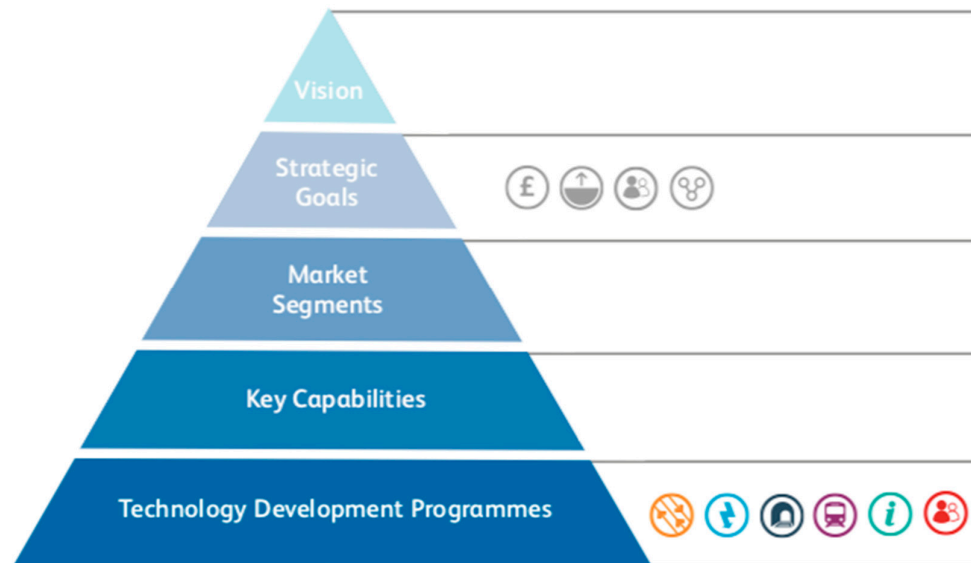 Vision
Strategic
Goals
£
Market
Segments
Key Capabilities
Technology Development Programmes
i